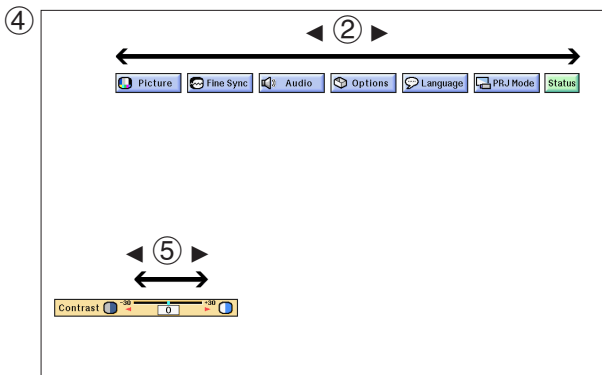 ④
◄ ② ►
Picture Fine Sync Audio Options Language PRJ Mode Status
◄ ⑤ ►
Contrast -30 0 +30